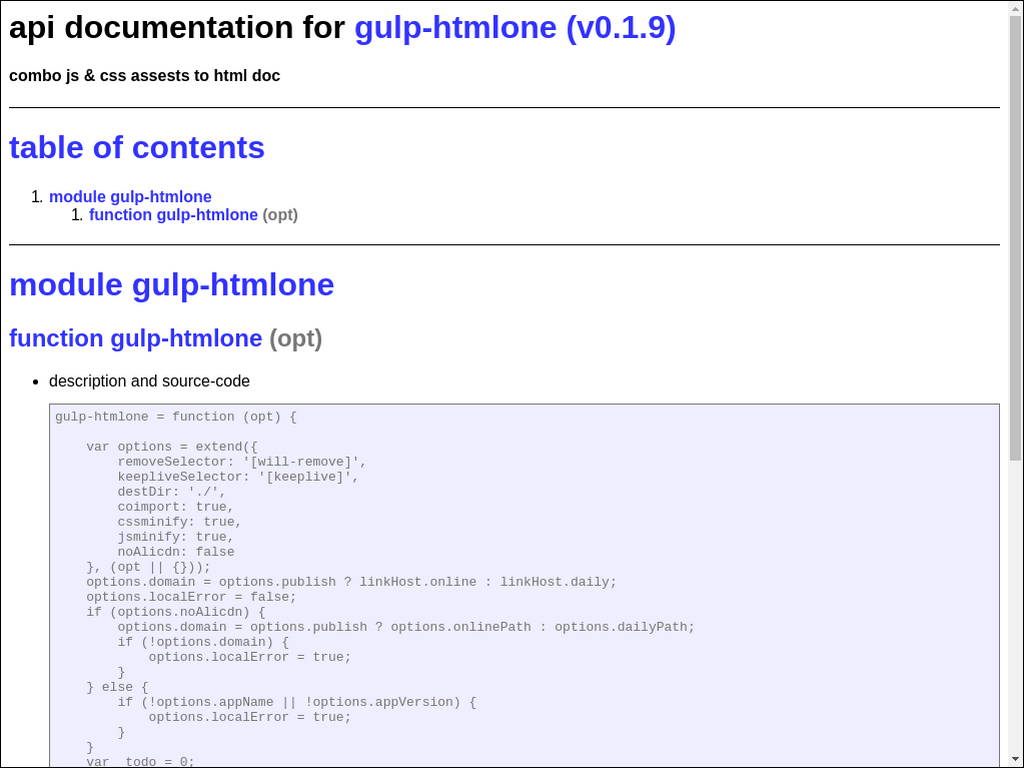 api documentation for gulp-htmlone (v0.1.9)
combo js & css assests to html doc
table of contents
1. module gulp-htmlone
1. function gulp-htmlone (opt)
module gulp-htmlone
function gulp-htmlone (opt)
• description and source-code
gulp-htmlone = function (opt) {
    var options = extend({
        removeSelector: '[will-remove]',
        keepliveSelector: '[keeplive]',
        destDir: './',
        coimport: true,
        cssminify: true,
        jsminify: true,
        noAlicdn: false
    }, (opt || {}));
    options.domain = options.publish ? linkHost.online : linkHost.daily;
    options.localError = false;
    if (options.noAlicdn) {
        options.domain = options.publish ? options.onlinePath : options.dailyPath;
        if (!options.domain) {
            options.localError = true;
        }
    } else {
        if (!options.appName || !options.appVersion) {
            options.localError = true;
        }
    }
    var _todo = 0;